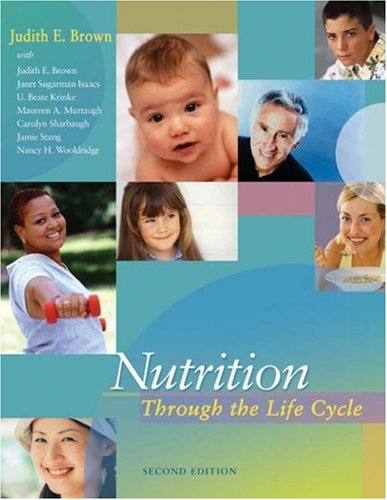 Judith E. Brown
with
Judith E. Brown
Janet Sugarman Isaacs
U. Beate Krinke
Maureen A. Murtaugh
Carolyn Sharbaugh
Jamie Stang
Nancy H. Wooldridge
Nutrition
Through the Life Cycle
SECOND EDITION